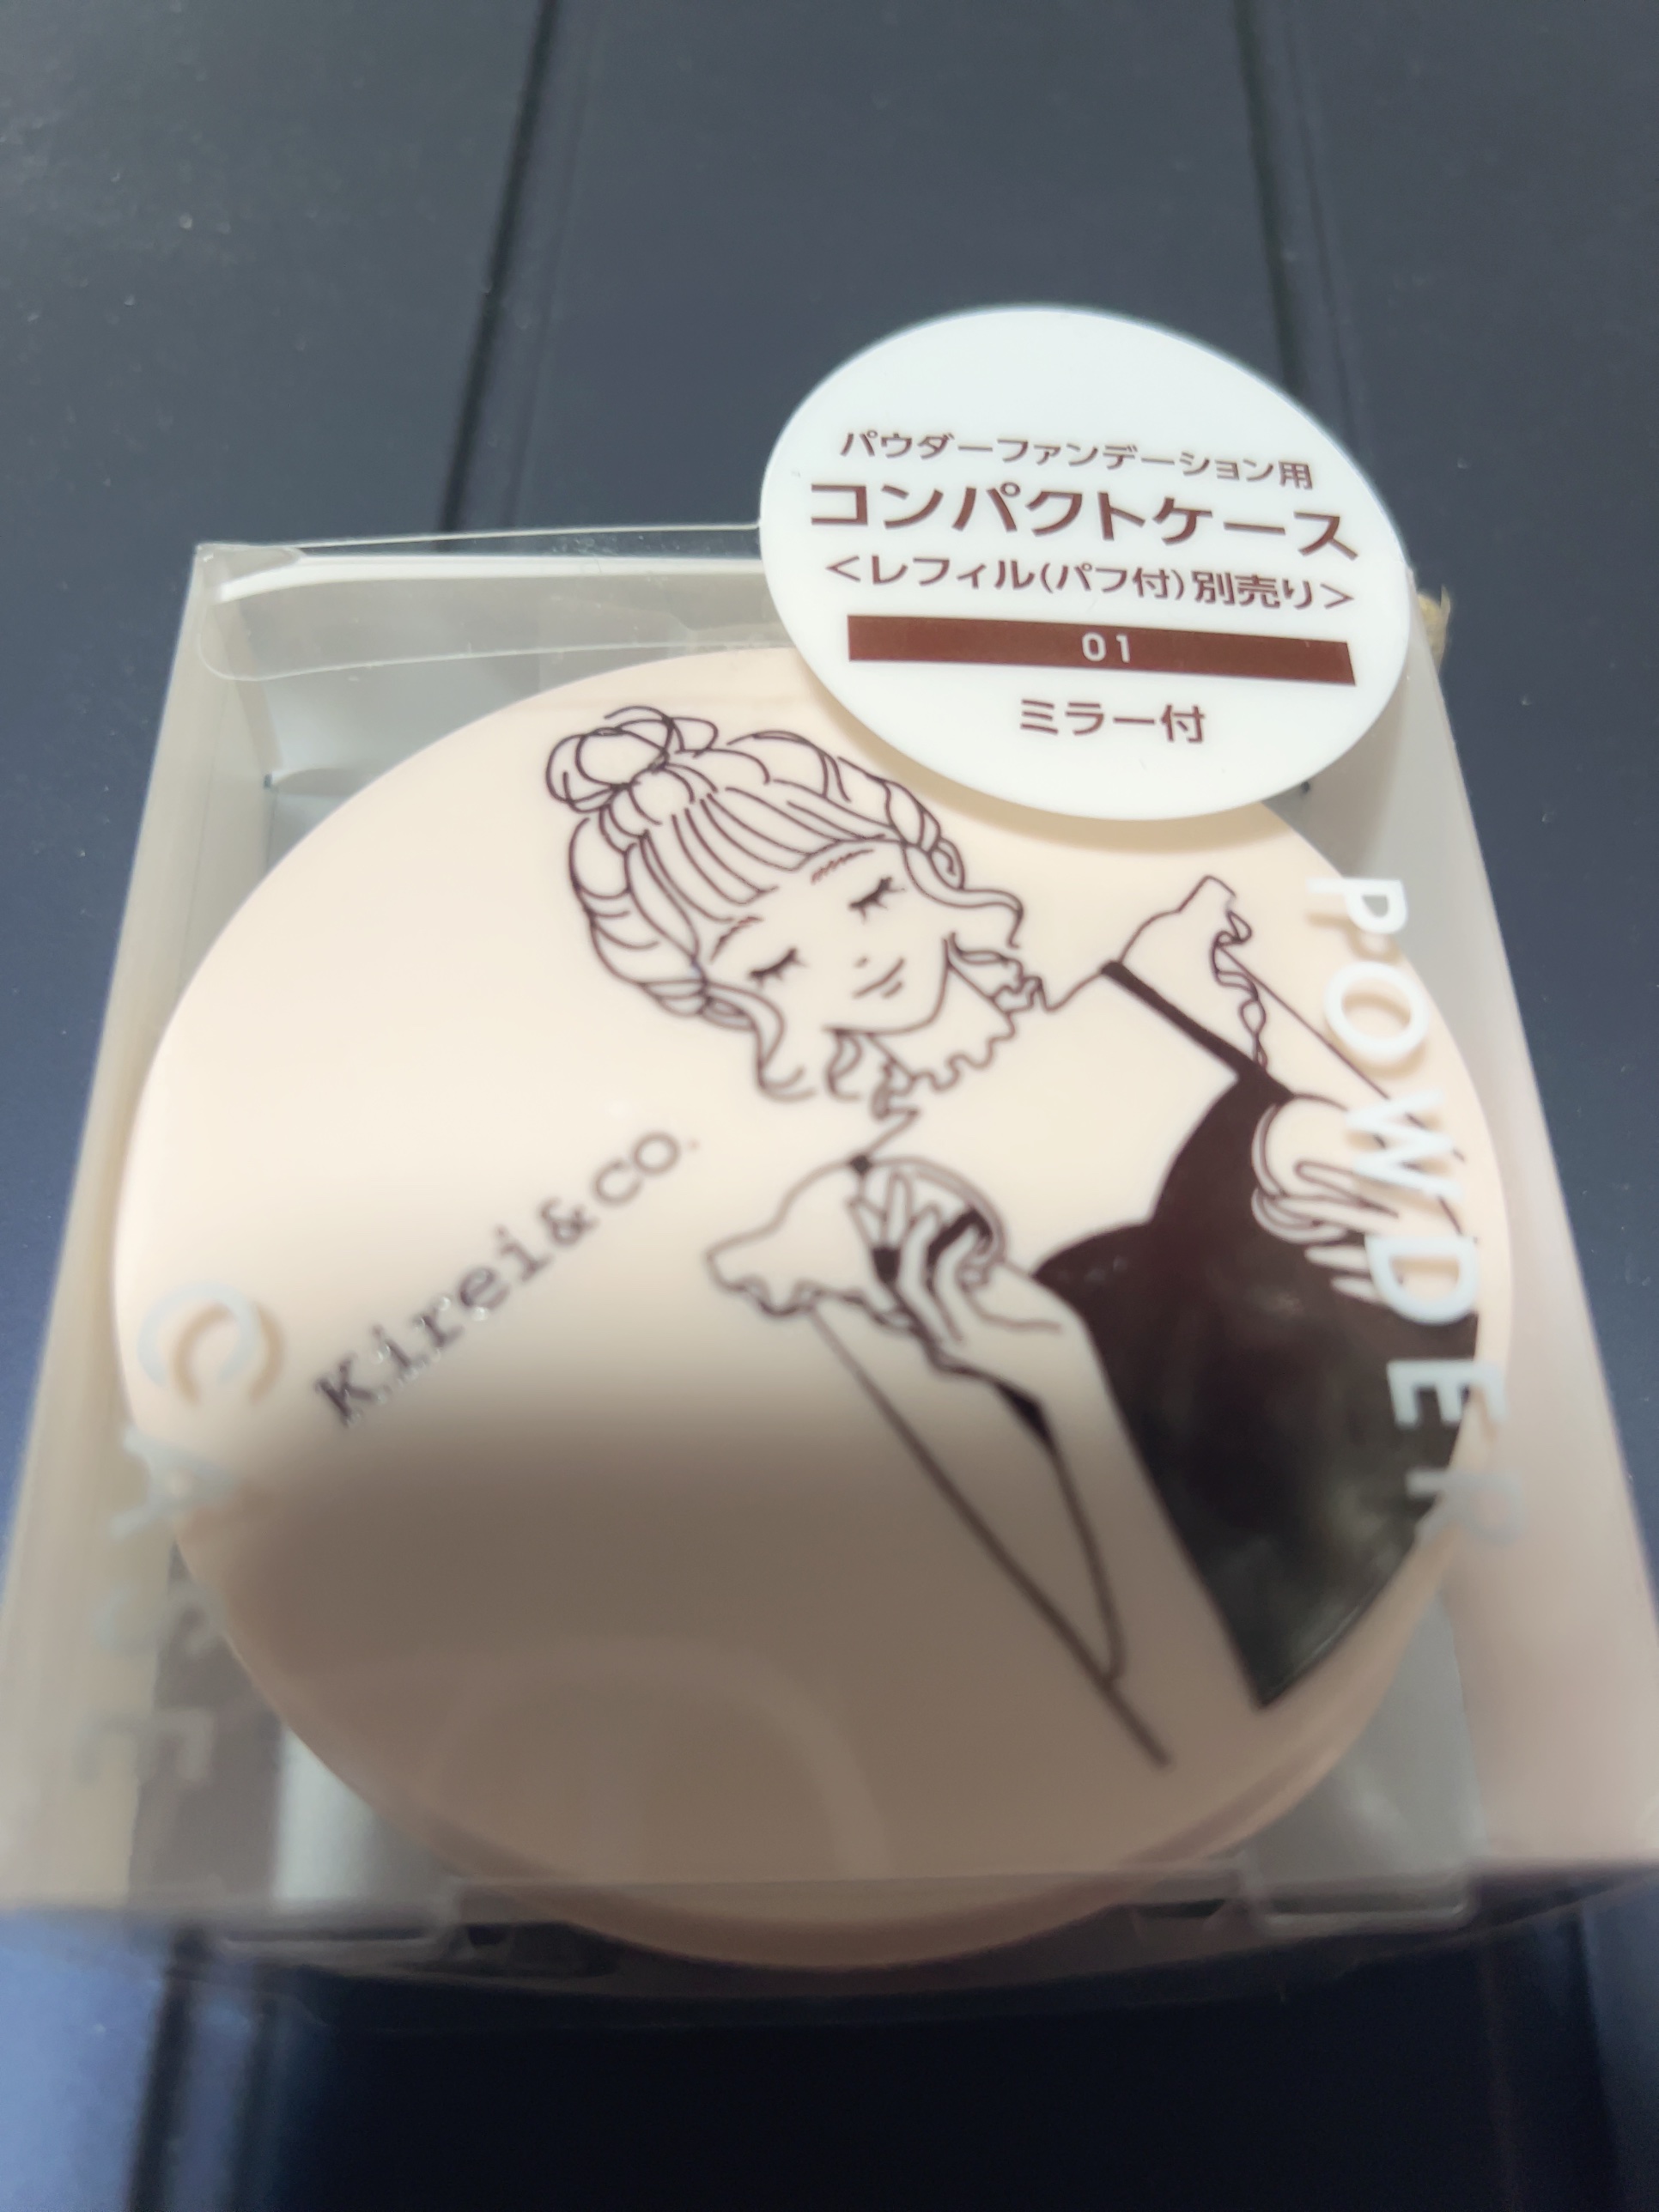 パウダーファンデーション用
コンパクトケース
<レフィル(パフ付)別売り>
01
ミラー付
POWDER
Kirei&co.
CASE